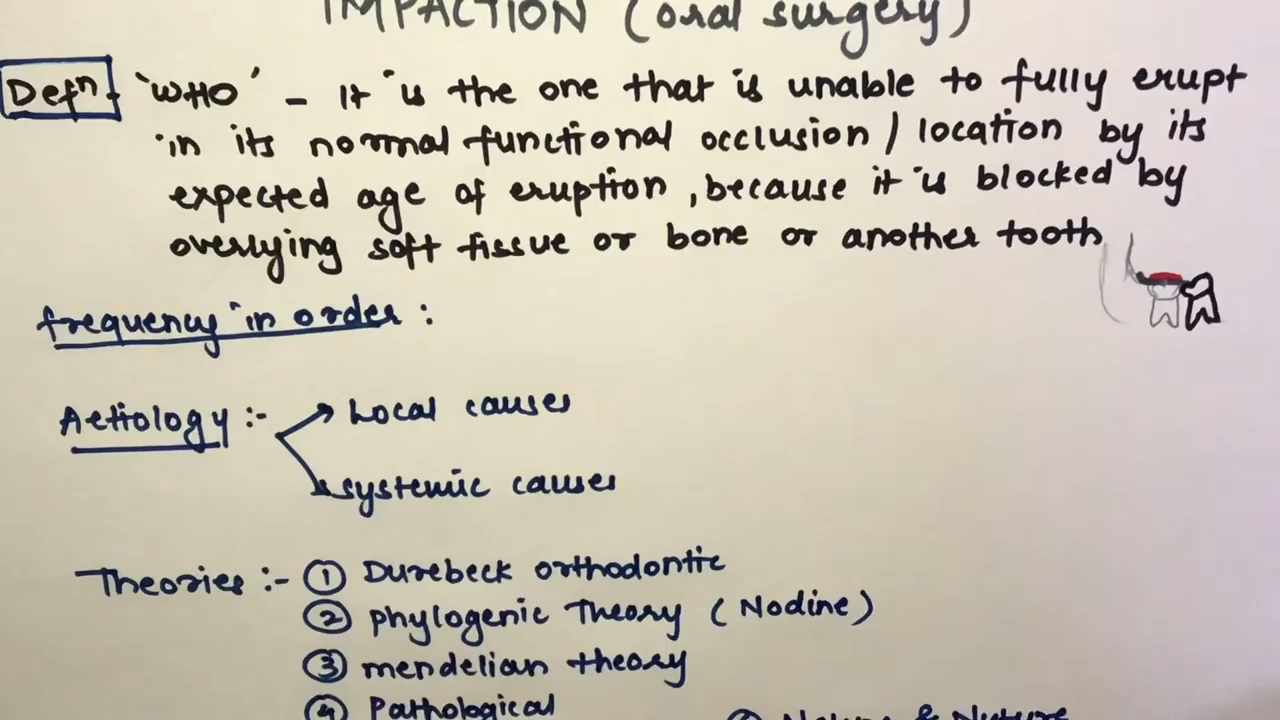 IMPACTION (oral surgery)
Defn. 'WHO' - It is the one that is unable to fully erupt
in its normal functional occlusion / location by its
expected age of eruption, because it is blocked by
overlying soft tissue or bone or another tooth
frequency in order :
Aetiology :- Local causes
systemic causes
Theories :- ① Durebeck orthodontic
② phylogenic Theory (Nodine)
③ mendelian theory
④ Pathological